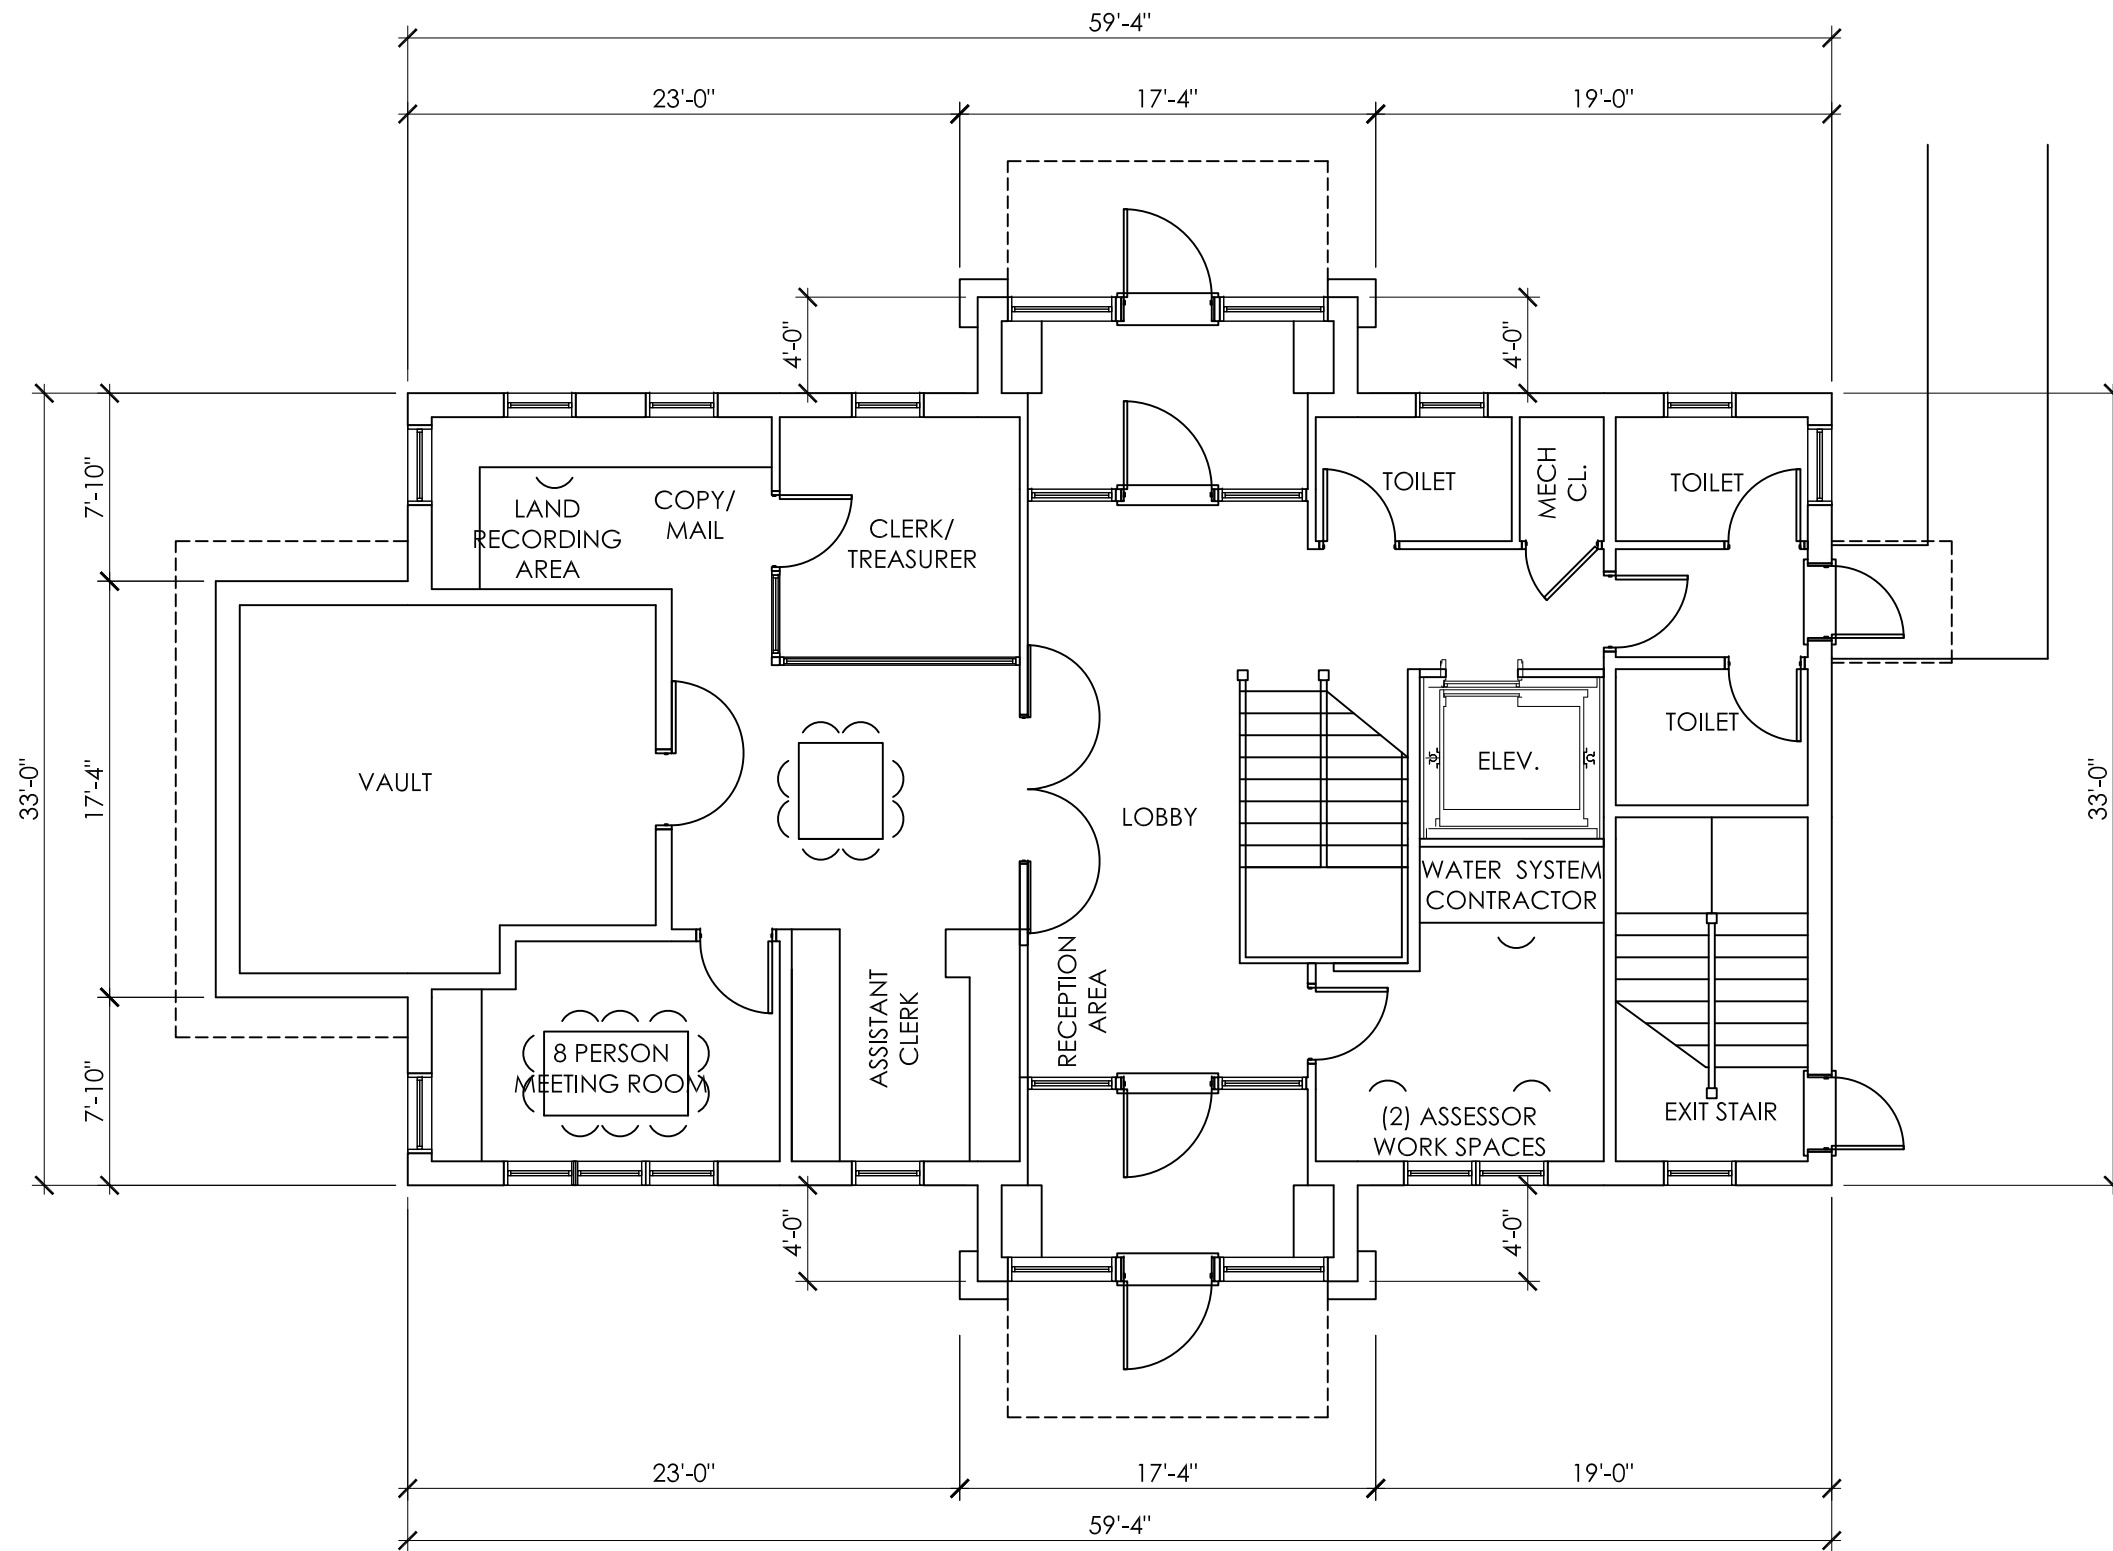 59'-4"
23'-0"
17'-4"
19'-0"
4'-0"
4'-0"
7'-10"
17'-4"
7'-10"
33'-0"
33'-0"
LAND
RECORDING
AREA
COPY/
MAIL
CLERK/
TREASURER
TOILET
MECH
CL.
TOILET
TOILET
VAULT
LOBBY
ELEV.
WATER SYSTEM
CONTRACTOR
RECEPTION
AREA
ASSISTANT
CLERK
8 PERSON
MEETING ROOM
(2) ASSESSOR
WORK SPACES
EXIT STAIR
4'-0"
4'-0"
23'-0"
17'-4"
19'-0"
59'-4"